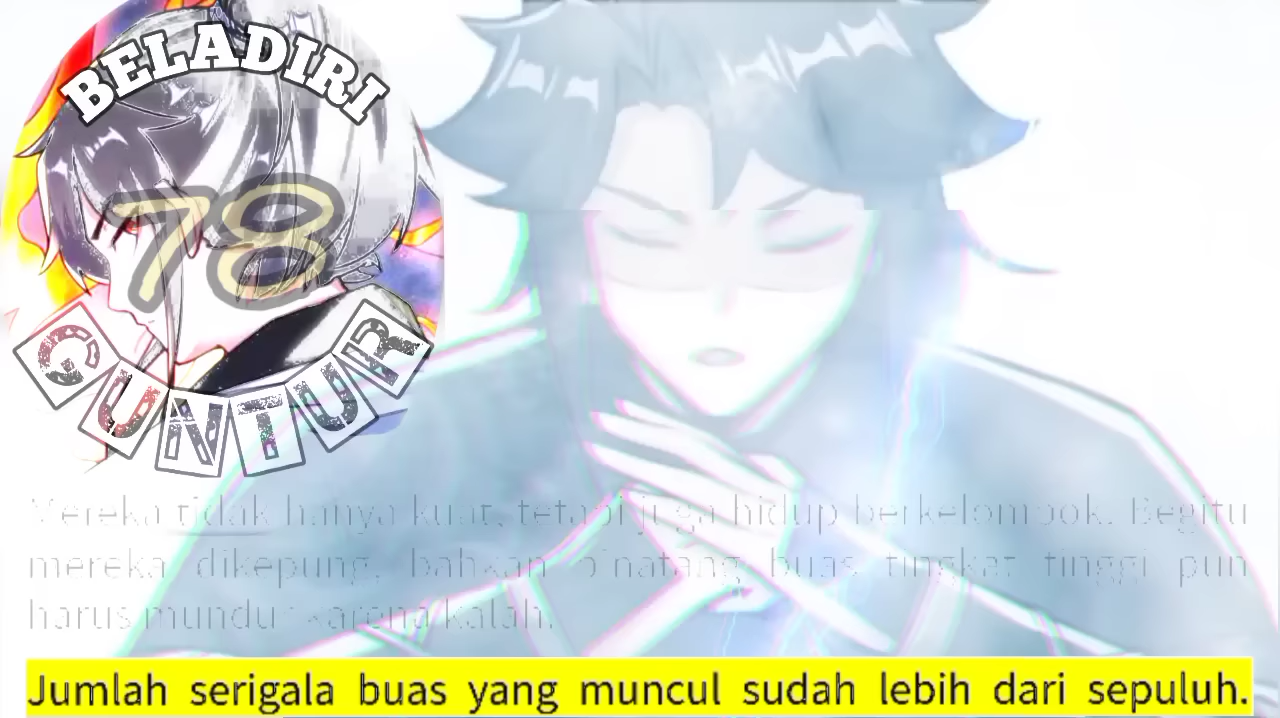 BELADIRI
78
GUNTUR
Mereka tidak hanya kuat, tetapi juga hidup berkelompok. Begitu
mereka dikepung, bahkan binatang buas tingkat tinggi pun
harus mundur karena kalah.
Jumlah serigala buas yang muncul sudah lebih dari sepuluh.